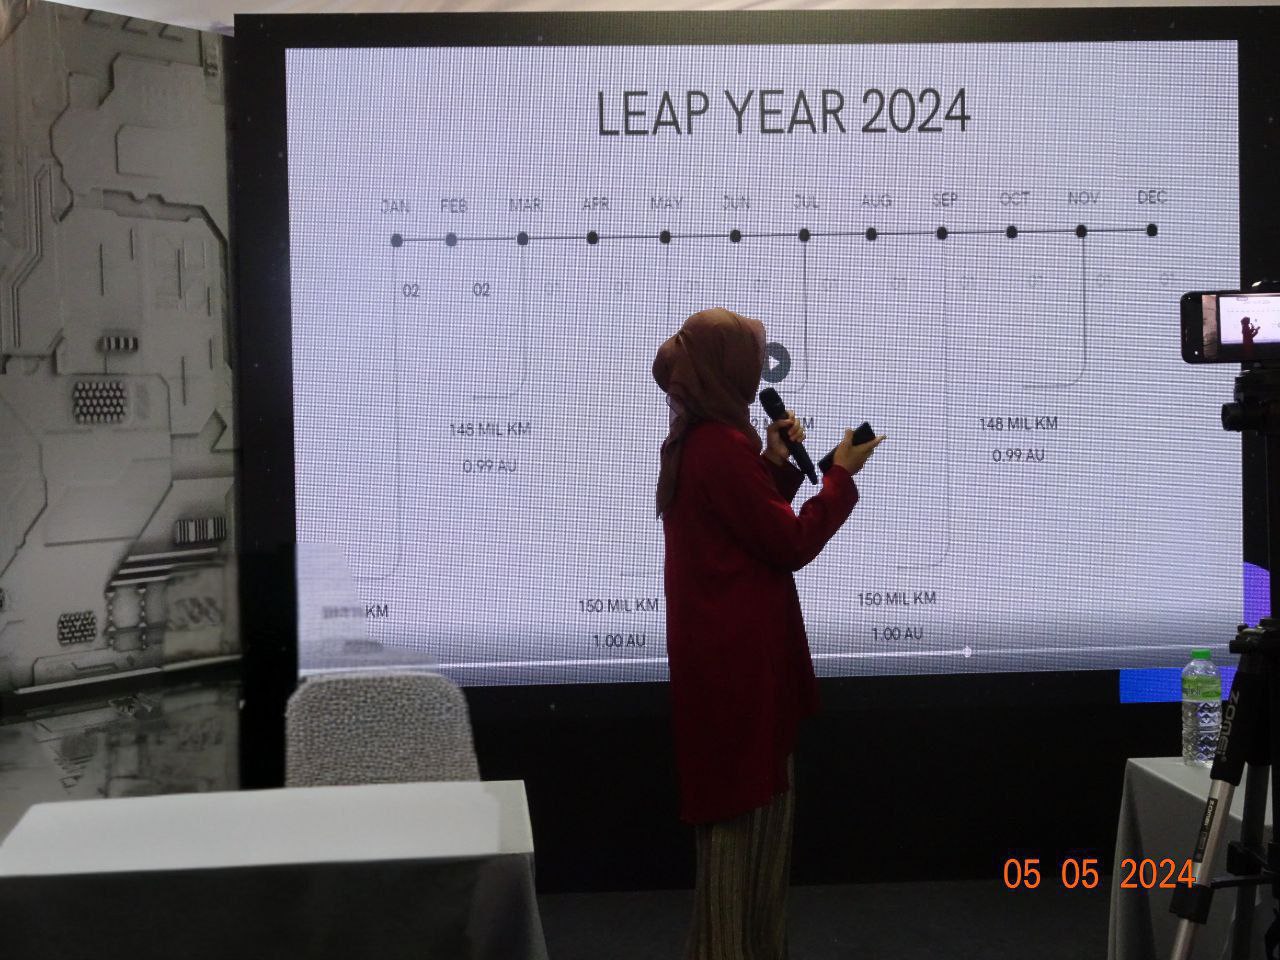 LEAP YEAR 2024
JAN FEB MAR APR MAY JUN JUL AUG SEP OCT NOV DEC
02 02
148 MIL KM
0.99 AU
148 MIL KM
0.99 AU
KM
150 MIL KM
1.00 AU
150 MIL KM
1.00 AU
ZOMEI
05 05 2024